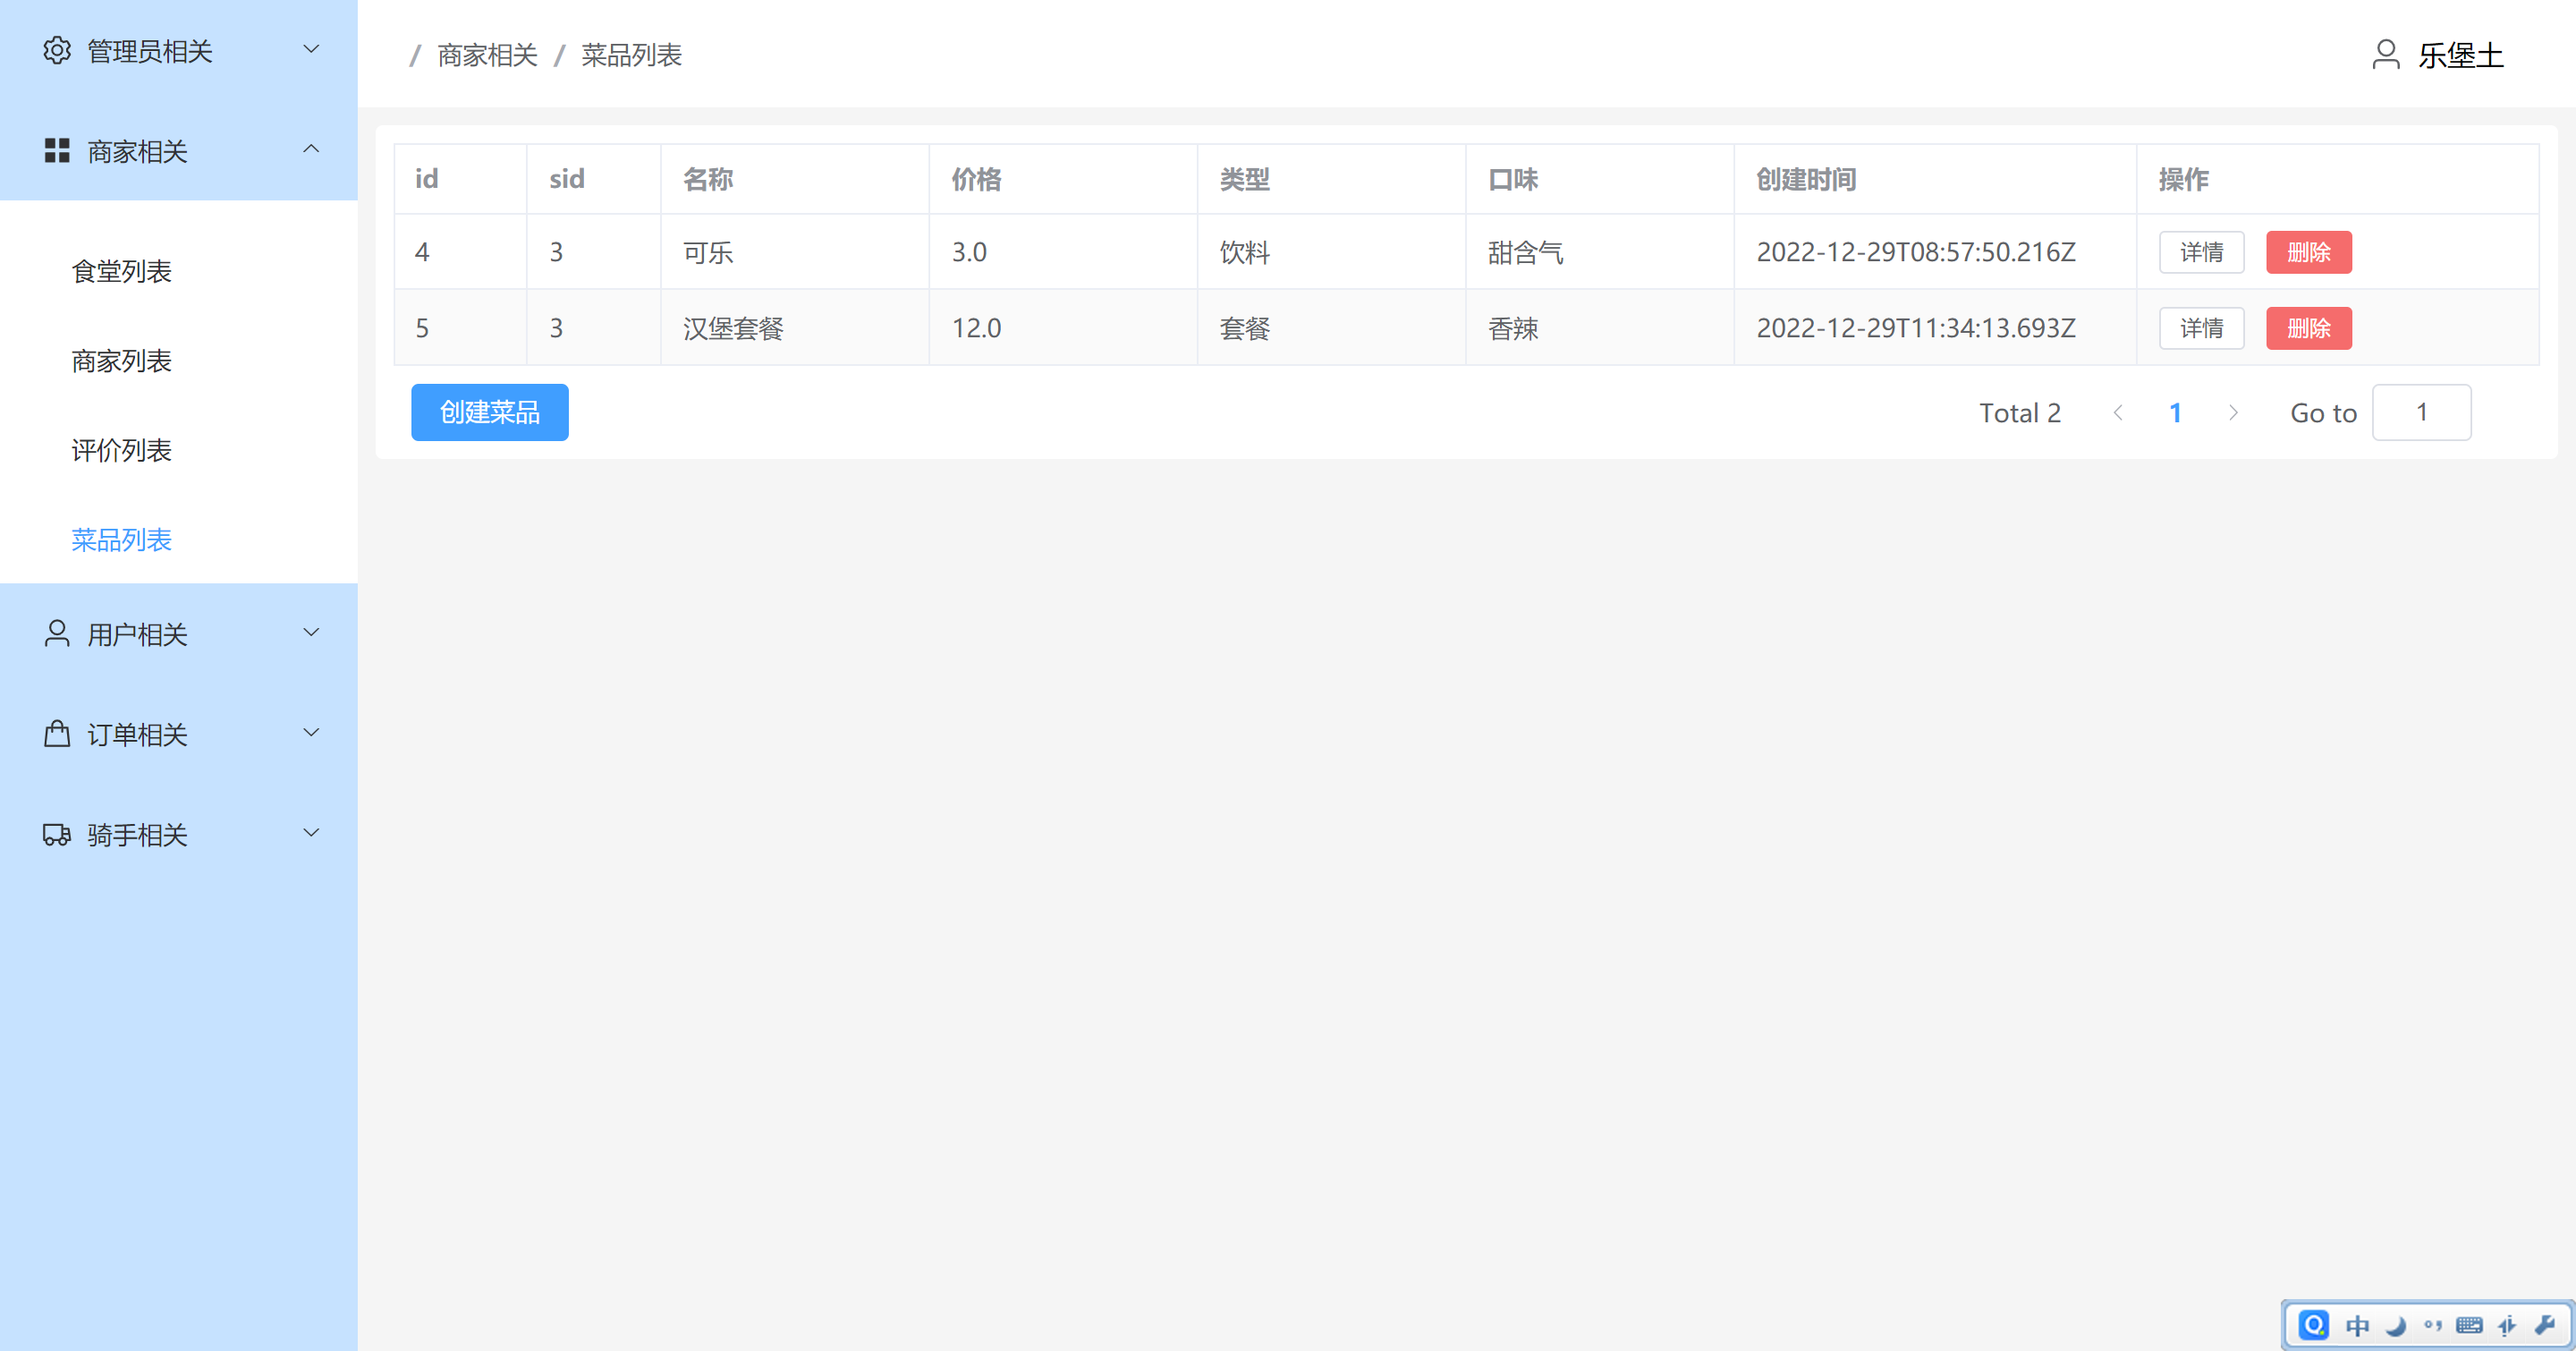 管理员相关
商家相关
食堂列表
商家列表
评价列表
菜品列表
用户相关
订单相关
骑手相关
/ 商家相关 / 菜品列表
乐堡土
id sid 名称 价格 类型 口味 创建时间 操作
4 3 可乐 3.0 饮料 甜含气 2022-12-29T08:57:50.216Z 详情 删除
5 3 汉堡套餐 12.0 套餐 香辣 2022-12-29T11:34:13.693Z 详情 删除
创建菜品 Total 2 1 Go to 1
中